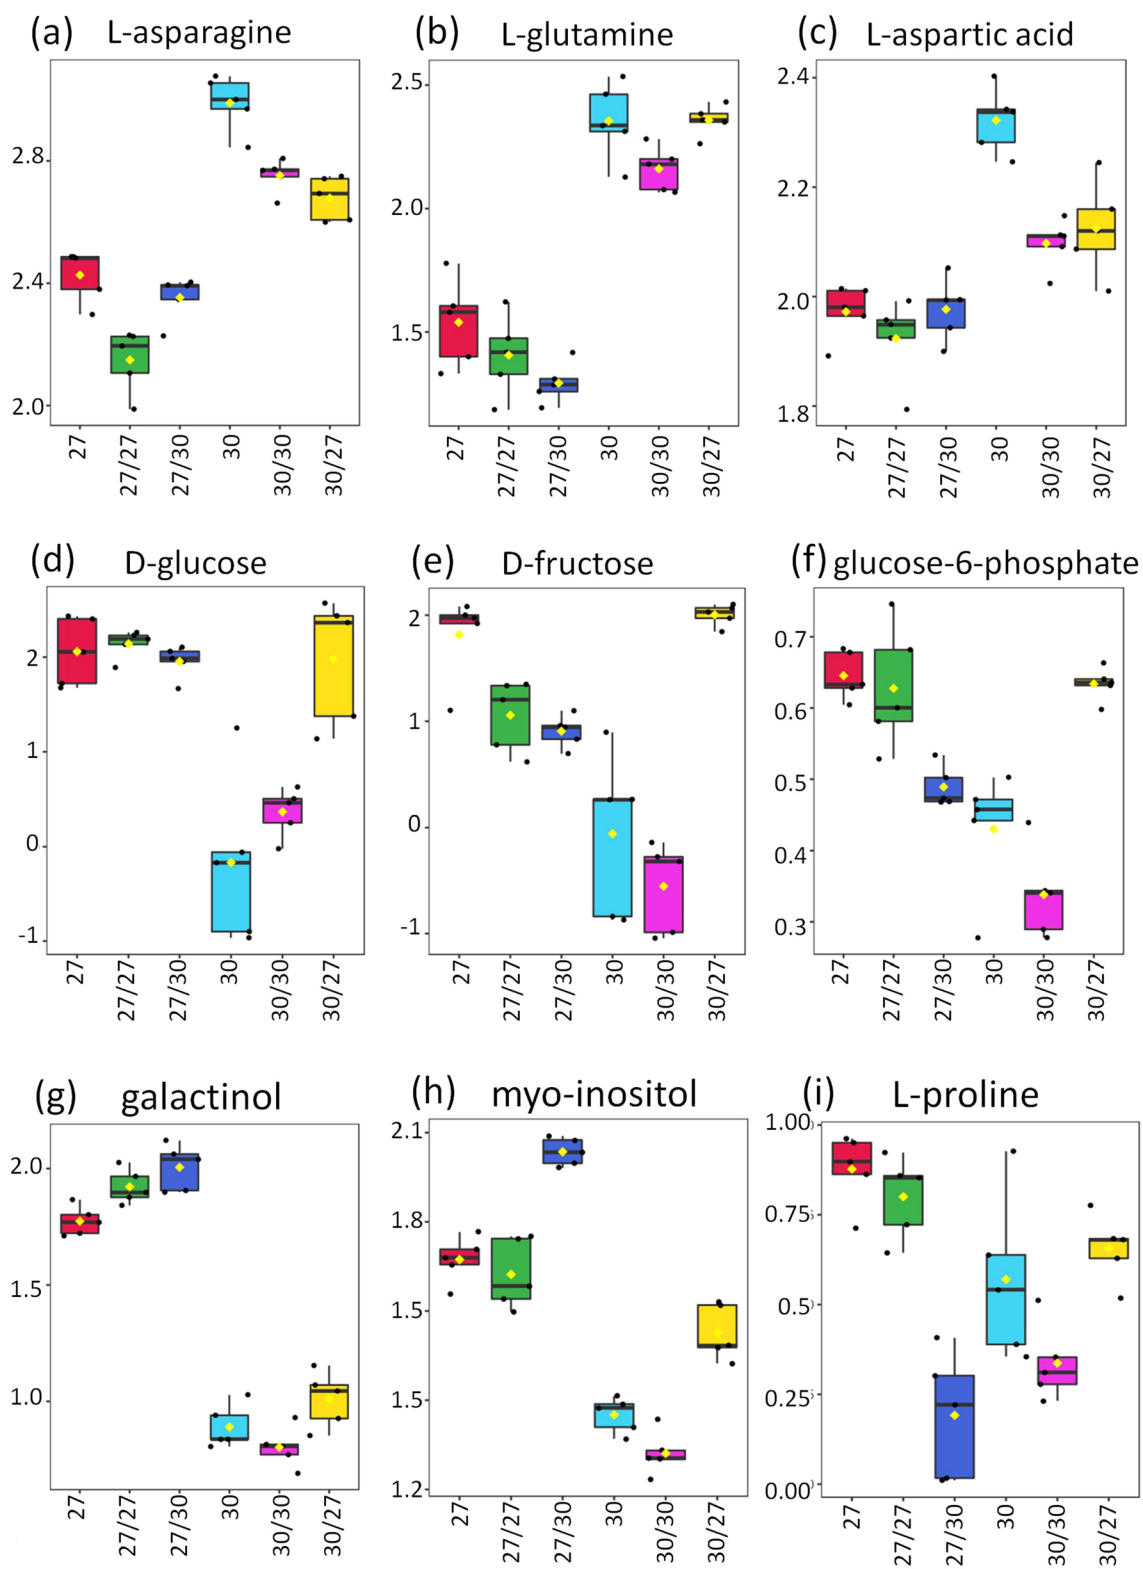 (a) L-asparagine
2.8
2.4
2.0
27 27/27 27/30 30 30/30 30/27
(b) L-glutamine
2.5
2.0
1.5
27 27/27 27/30 30 30/30 30/27
(c) L-aspartic acid
2.4
2.2
2.0
1.8
27 27/27 27/30 30 30/30 30/27
(d) D-glucose
2
1
0
-1
27 27/27 27/30 30 30/30 30/27
(e) D-fructose
2
1
0
-1
27 27/27 27/30 30 30/30 30/27
(f) glucose-6-phosphate
0.7
0.6
0.5
0.4
0.3
27 27/27 27/30 30 30/30 30/27
(g) galactinol
2.0
1.5
1.0
27 27/27 27/30 30 30/30 30/27
(h) myo-inositol
2.1
1.8
1.5
1.5
1.2
27 27/27 27/30 30 30/30 30/27
(i) L-proline
1.00
0.75
0.5
0.25
0.00
27 27/27 27/30 30 30/30 30/27